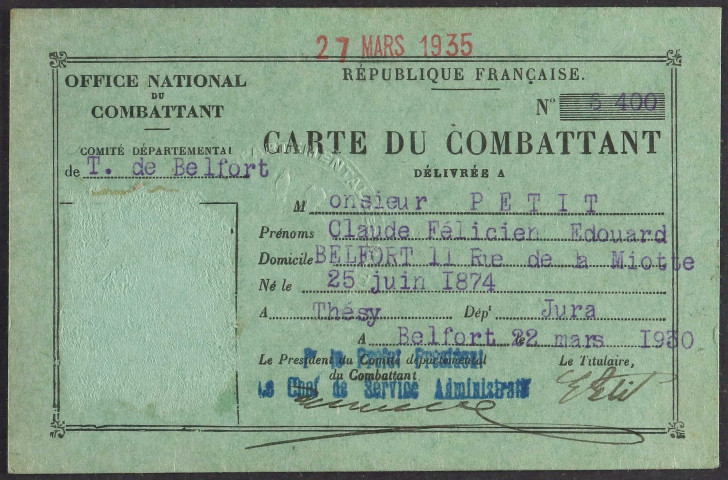 27 MARS 1935
OFFICE NATIONAL
DU
COMBATTANT
COMITÉ DÉPARTEMENTAL
de T. de Belfort
RÉPUBLIQUE FRANÇAISE.
N° 6 400
CARTE DU COMBATTANT
DÉLIVRÉE A
Monsieur PETIT
Prénoms Claude Félicien Edouard
Domicile BELFORT 11 Rue de la Miotte
Né le 25 juin 1874
A Thésy Dépt Jura
A Belfort 22 mars 1930
Le Président du Comité départemental
du Combattant
Le Titulaire,
Le Chef de Service Administratif
EPetit